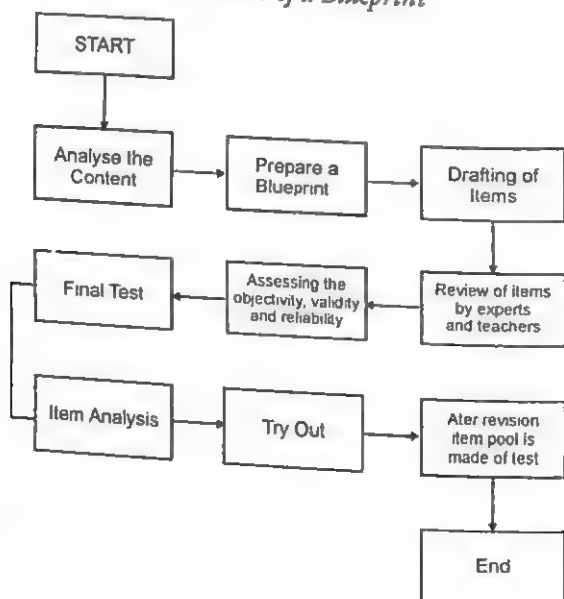 of a Blueprint
START
Analyse the
Content
Prepare a
Blueprint
Drafting of
Items
Final Test
Assessing the
objectivity, validity
and reliability
Review of items
by experts
and teachers
Item Analysis
Try Out
Ater revision
item pool is
made of test
End